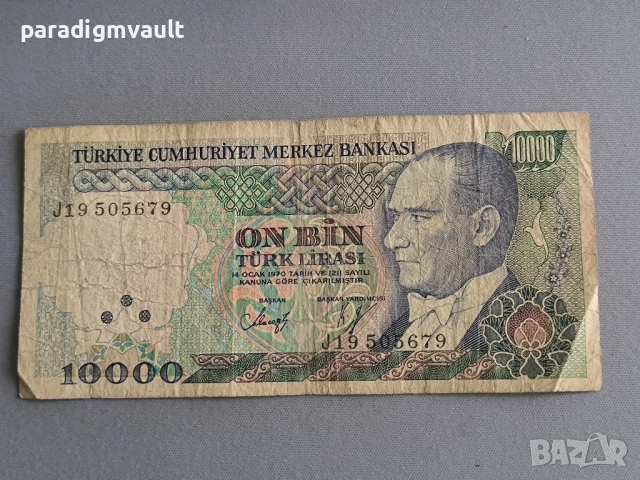 paradigmvault
TÜRKİYE CUMHURİYET MERKEZ BANKASI
10000
J19 505679
ON BİN
TÜRK LİRASI
14 OCAK 1970 TARİH VE 1211 SAYILI
KANUNA GÖRE ÇIKARILMIŞTIR
BAŞKAN BAŞKAN YARDIMCISI
J19 505679
10000
BAZAR